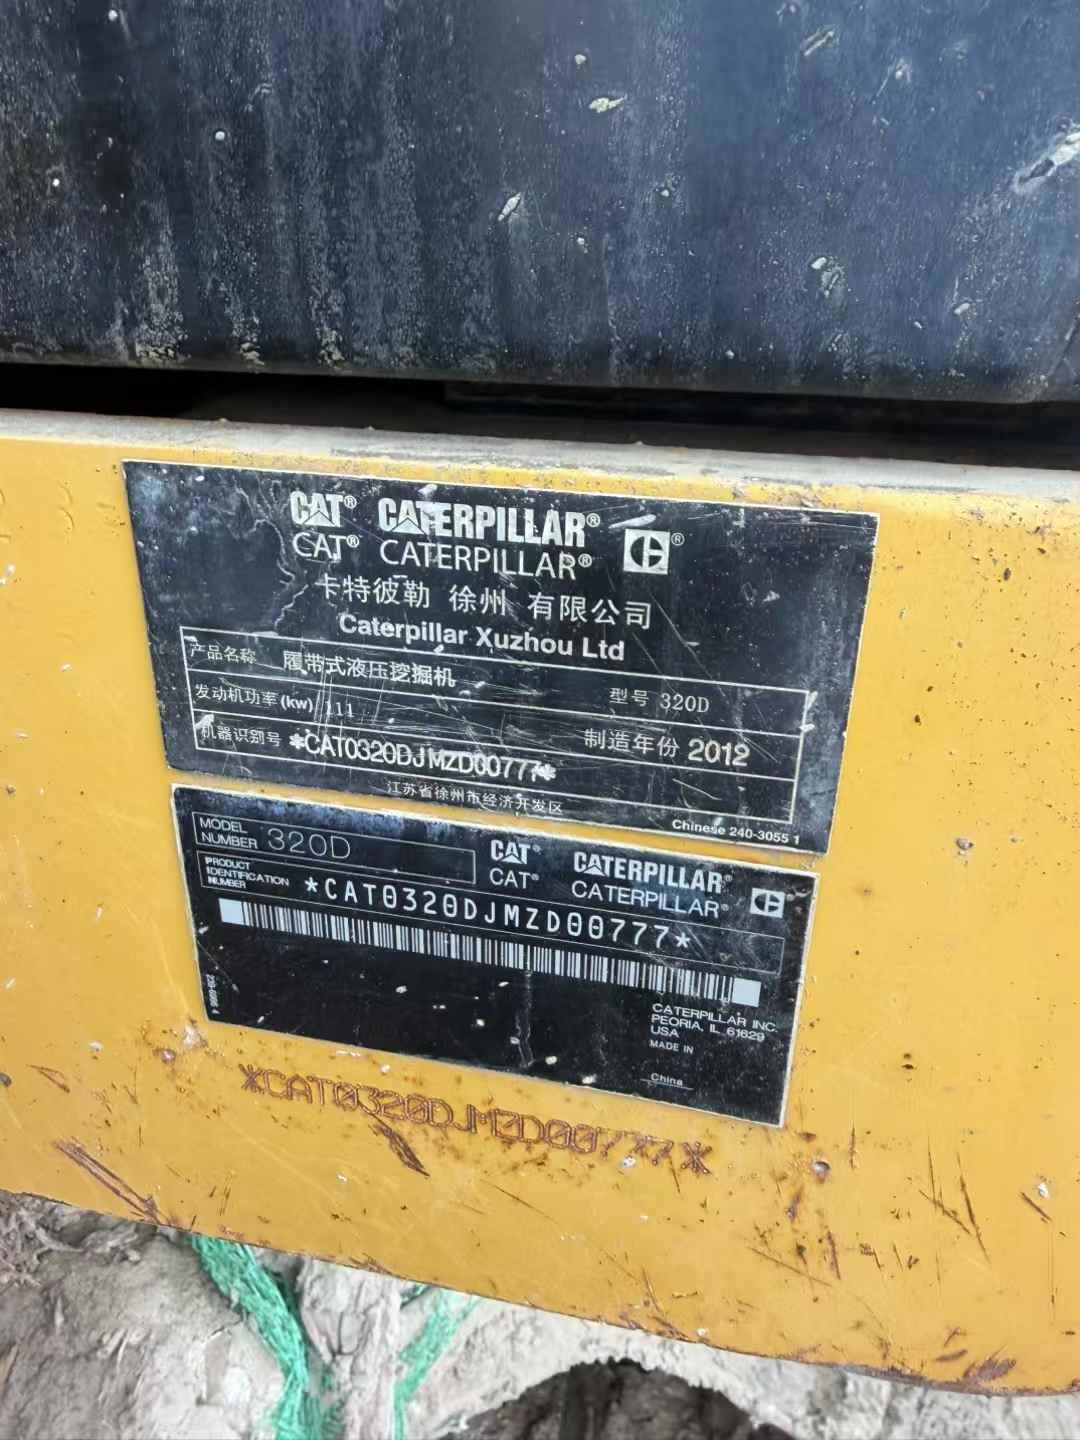 CAT® CATERPILLAR®
CAT® CATERPILLAR® ®
卡特彼勒 徐州 有限公司
Caterpillar Xuzhou Ltd
产品名称 履带式液压挖掘机 型号 320D
发动机功率(kw) 111 制造年份 2012
机器识别号 *CAT0320DJMZD00777*
江苏省徐州市经济开发区
Chinese 240-3055 1
MODEL NUMBER 320D
CAT® CATERPILLAR®
CAT® CATERPILLAR® ®
PRODUCT IDENTIFICATION NUMBER
*CAT0320DJMZD00777*
CATERPILLAR INC.
PEORIA, IL 61629
USA
MADE IN
China
*CAT0320DJMZD00777*